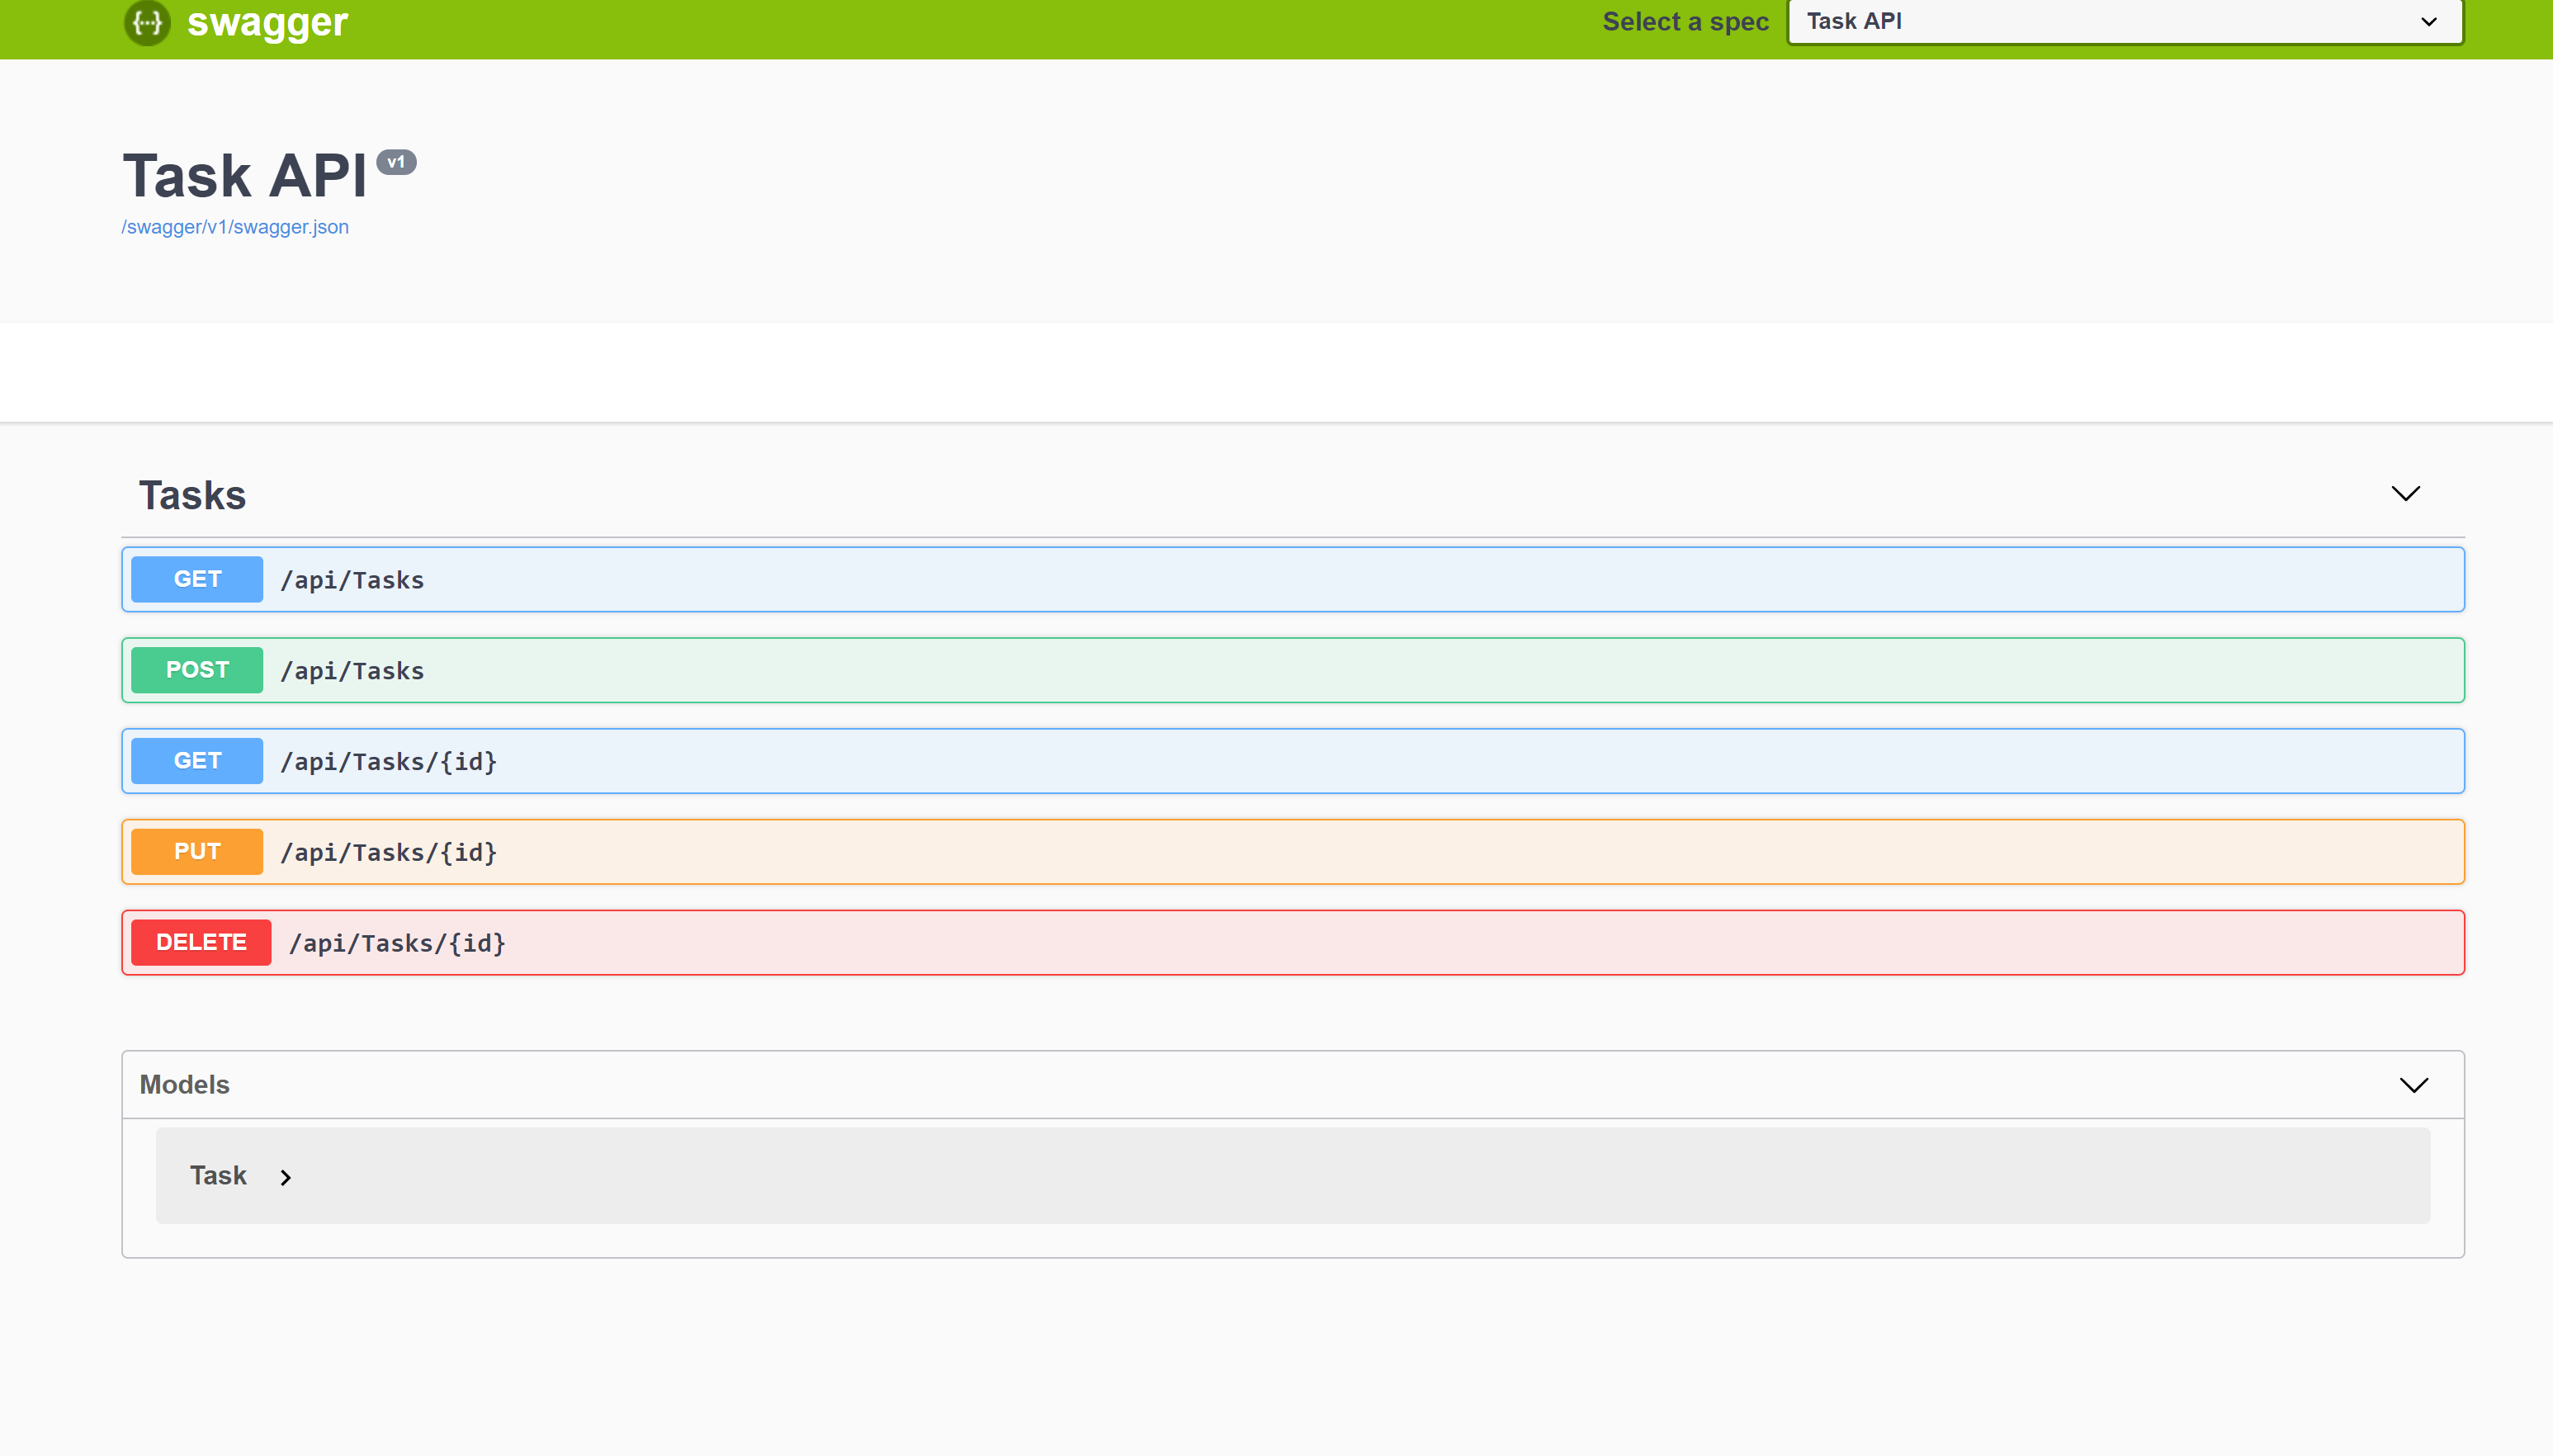 {···} swagger
Select a spec
Task API
Task API v1
/swagger/v1/swagger.json
Tasks
GET /api/Tasks
POST /api/Tasks
GET /api/Tasks/{id}
PUT /api/Tasks/{id}
DELETE /api/Tasks/{id}
Models
Task